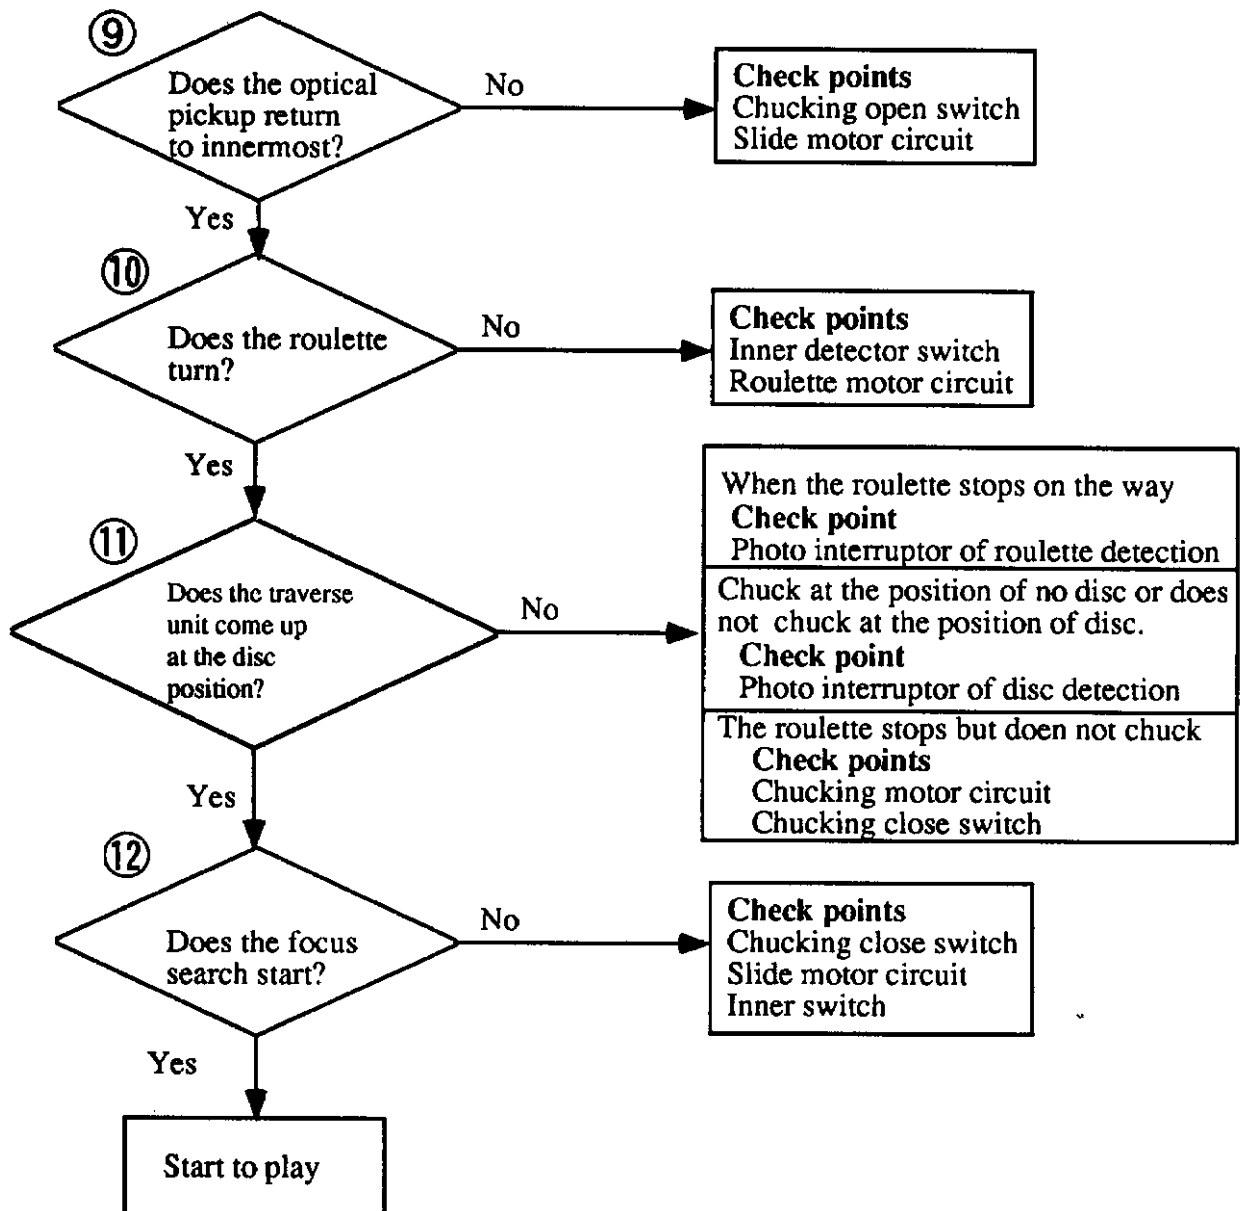 ⑨
Does the optical
pickup return
to innermost?
No
Check points
Chucking open switch
Slide motor circuit
Yes
⑩
Does the roulette
turn?
No
Check points
Inner detector switch
Roulette motor circuit
Yes
⑪
Does the traverse
unit come up
at the disc
position?
No
When the roulette stops on the way
Check point
Photo interruptor of roulette detection
Chuck at the position of no disc or does
not chuck at the position of disc.
Check point
Photo interruptor of disc detection
The roulette stops but doen not chuck
Check points
Chucking motor circuit
Chucking close switch
Yes
⑫
Does the focus
search start?
No
Check points
Chucking close switch
Slide motor circuit
Inner switch
Yes
Start to play